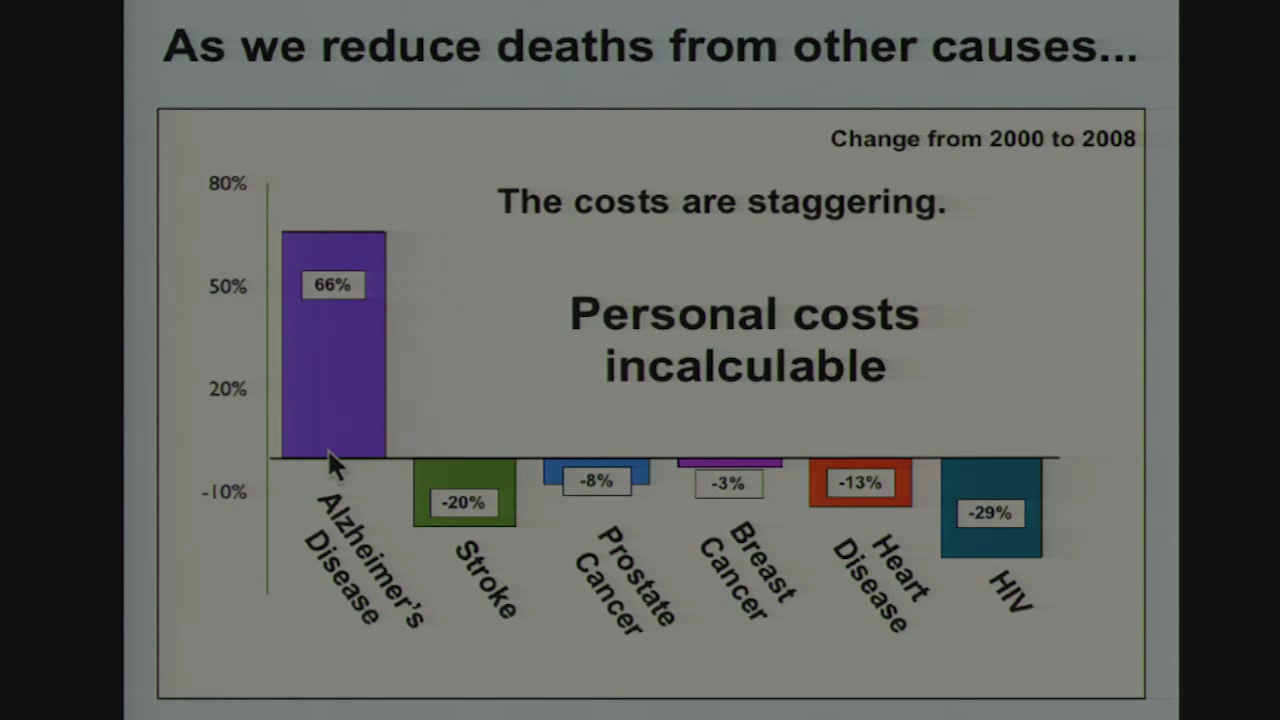 As we reduce deaths from other causes...
Change from 2000 to 2008
80%
The costs are staggering.
66%
50%
Personal costs
incalculable
20%
-10%
-20%
-8%
-3%
-13%
-29%
Alzheimer's
Disease
Stroke
Prostate
Cancer
Breast
Cancer
Heart
Disease
HIV